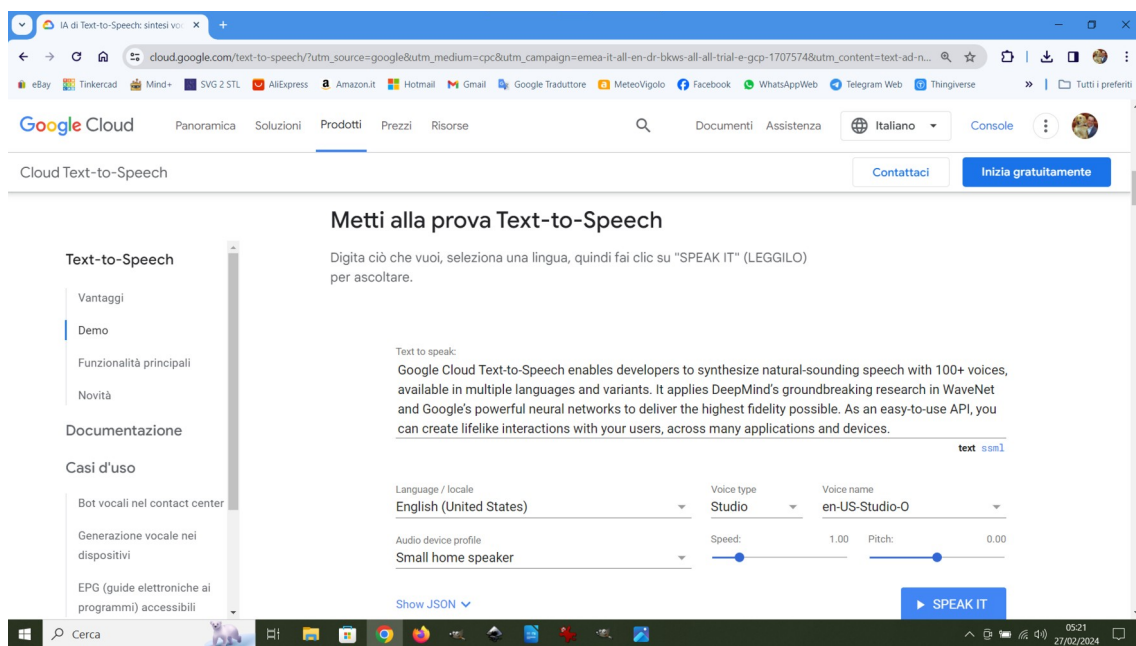 IA di Text-to-Speech: sintesi voc
cloud.google.com/text-to-speech/?utm_source=google&utm_medium=cpc&utm_campaign=emea-it-all-en-dr-bkws-all-all-trial-e-gcp-1707574&utm_content=text-ad-n...
eBay Tinkercad Mind+ SVG 2 STL AliExpress Amazon.it Hotmail Gmail Google Traduttore MeteoVigolo Facebook WhatsAppWeb Telegram Web Thingiverse » Tutti i preferiti
Google Cloud Panoramica Soluzioni Prodotti Prezzi Risorse Documenti Assistenza Italiano Console
Cloud Text-to-Speech Contattaci Inizia gratuitamente
Text-to-Speech
Vantaggi
Demo
Funzionalità principali
Novità
Documentazione
Casi d'uso
Bot vocali nel contact center
Generazione vocale nei
dispositivi
EPG (guide elettroniche ai
programmi) accessibili
Metti alla prova Text-to-Speech
Digita ciò che vuoi, seleziona una lingua, quindi fai clic su "SPEAK IT" (LEGGILO)
per ascoltare.
Text to speak:
Google Cloud Text-to-Speech enables developers to synthesize natural-sounding speech with 100+ voices,
available in multiple languages and variants. It applies DeepMind's groundbreaking research in WaveNet
and Google's powerful neural networks to deliver the highest fidelity possible. As an easy-to-use API, you
can create lifelike interactions with your users, across many applications and devices.
text ssml
Language / locale Voice type Voice name
English (United States) Studio en-US-Studio-O
Audio device profile Speed: 1.00 Pitch: 0.00
Small home speaker
Show JSON SPEAK IT
Cerca
05:21
27/02/2024